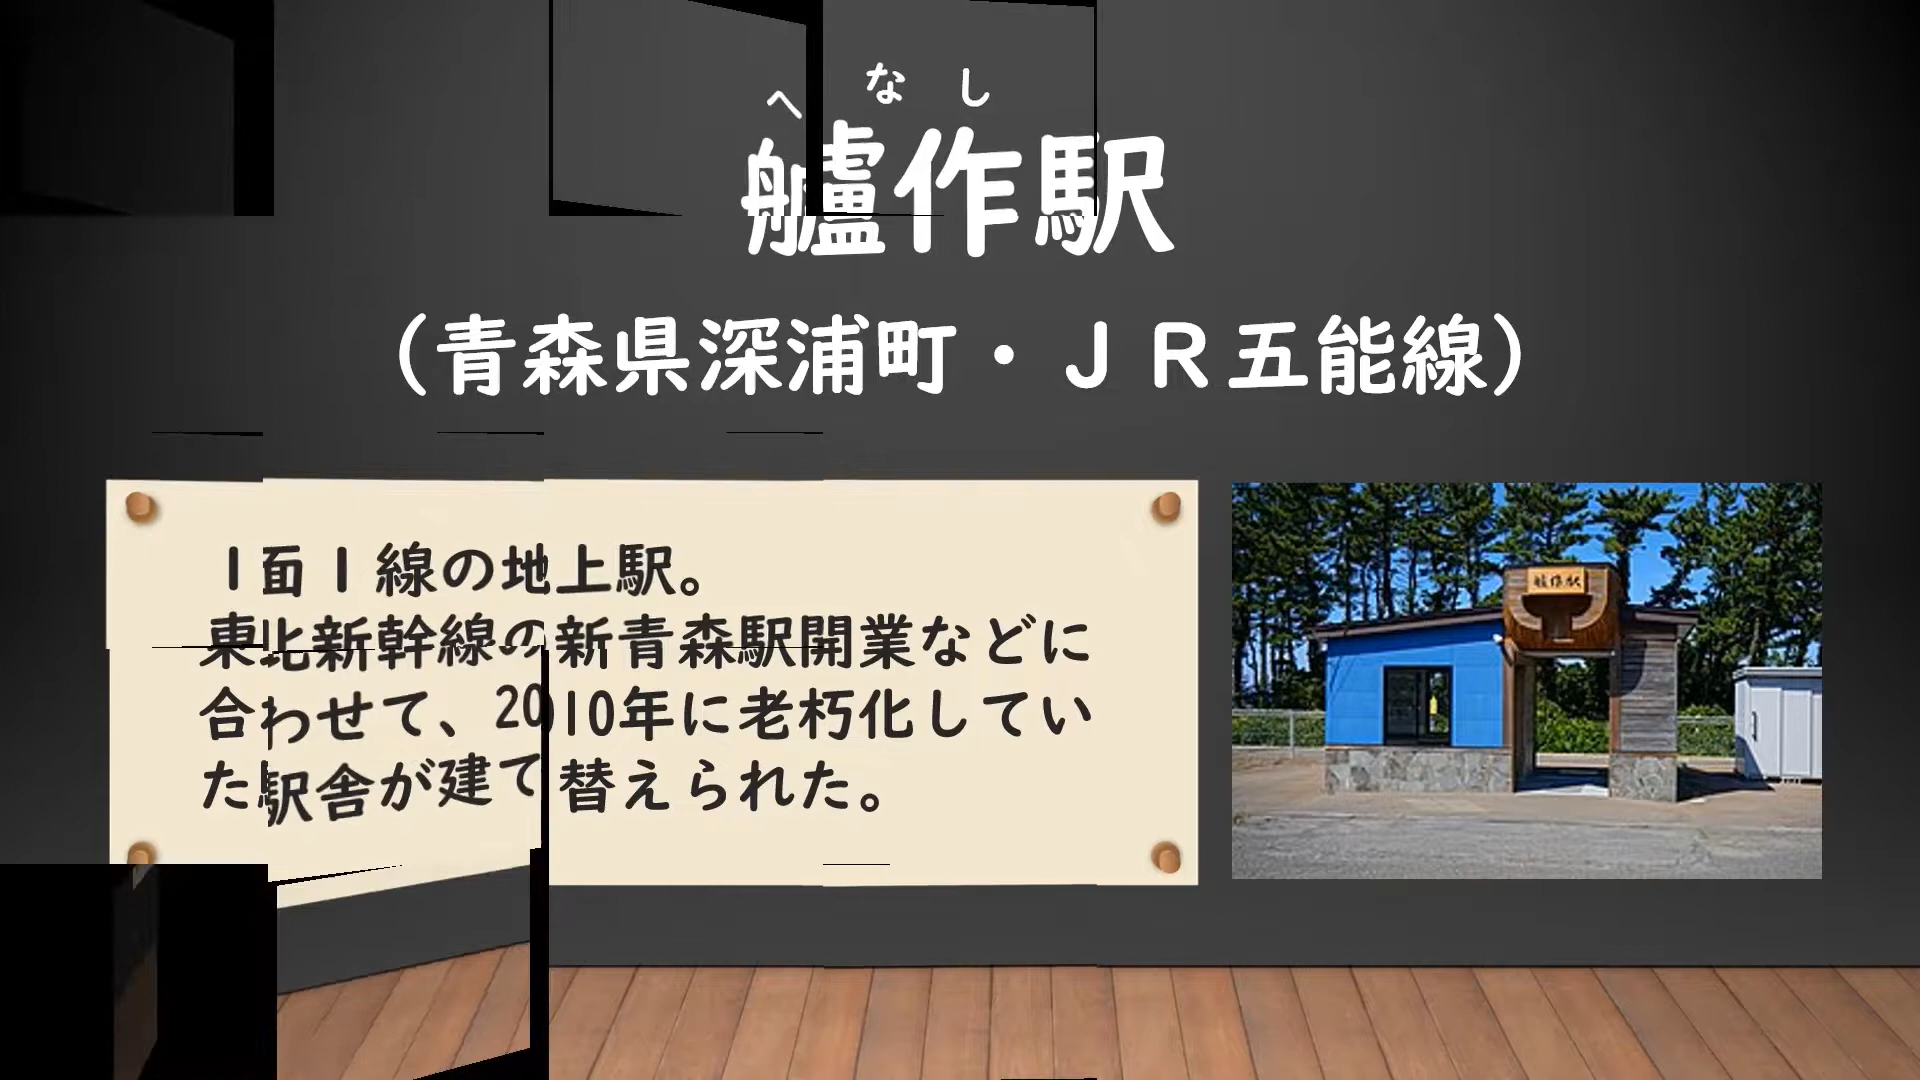 へなし
艫作駅
（青森県深浦町・ＪＲ五能線）
1面1線の地上駅。
東北新幹線の新青森駅開業などに
合わせて、2010年に老朽化してい
た駅舎が建て替えられた。
艫作駅